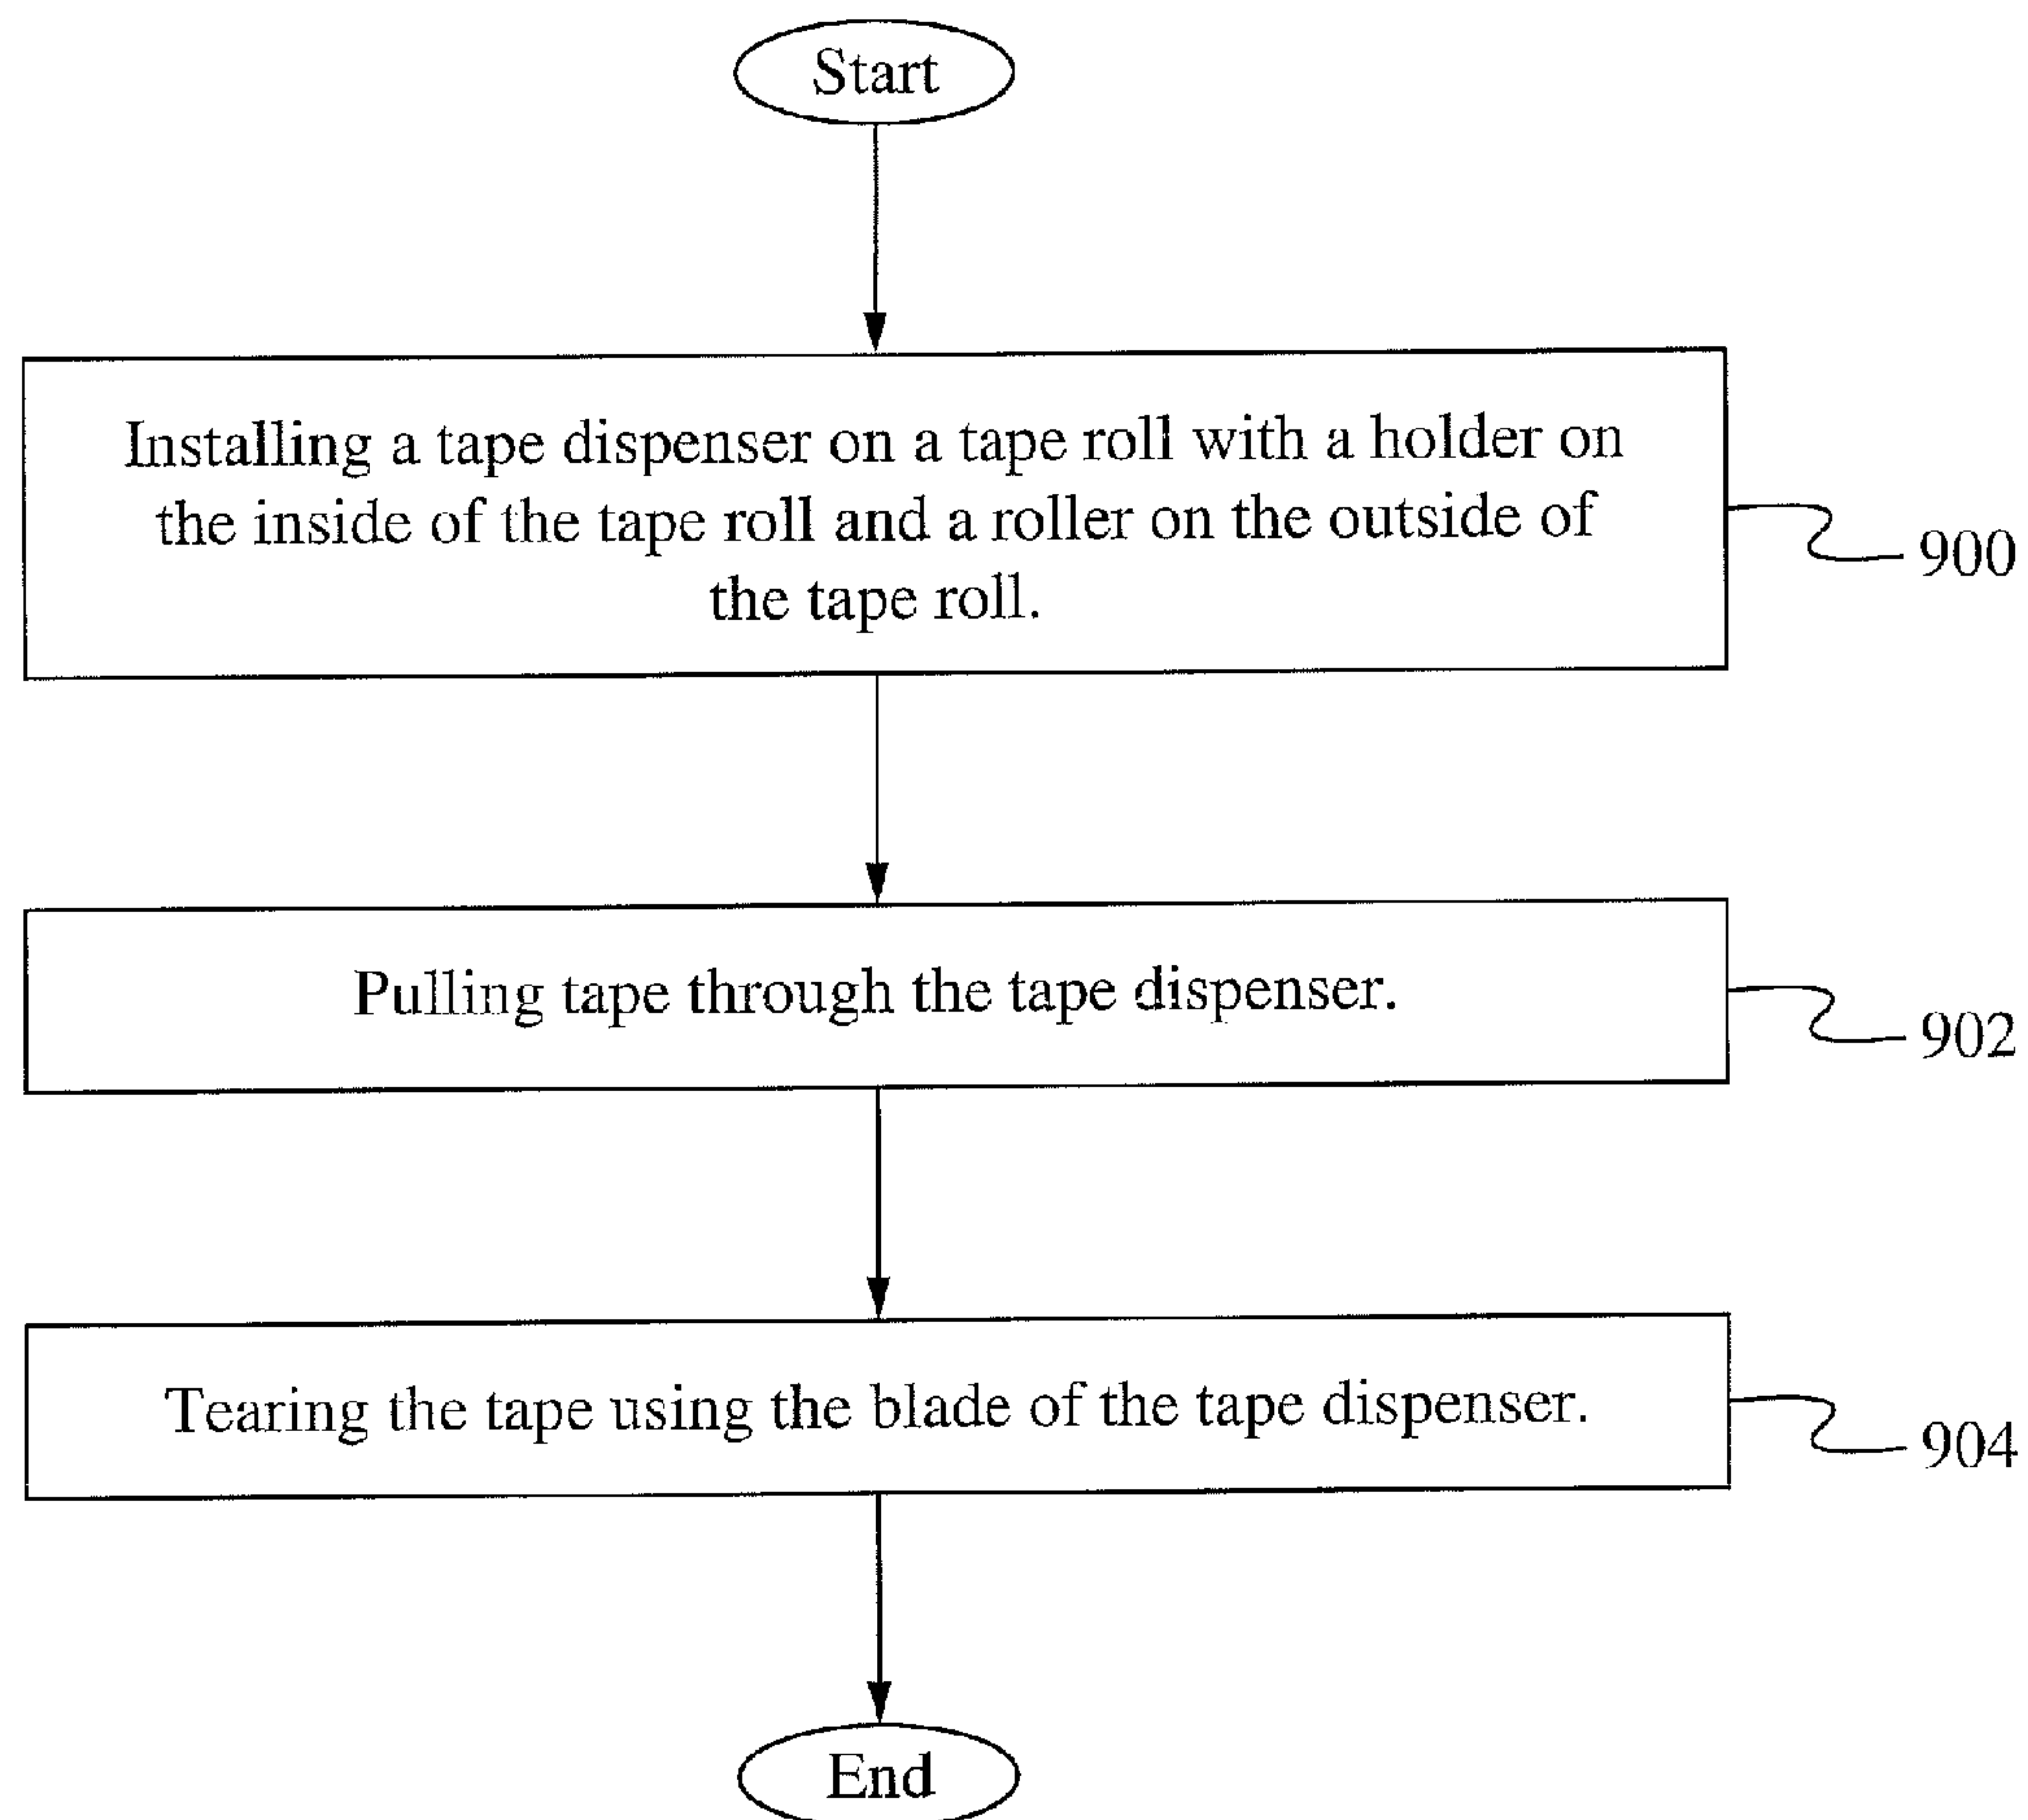 Start
Installing a tape dispenser on a tape roll with a holder on
the inside of the tape roll and a roller on the outside of
the tape roll.
900
Pulling tape through the tape dispenser.
902
Tearing the tape using the blade of the tape dispenser.
904
End